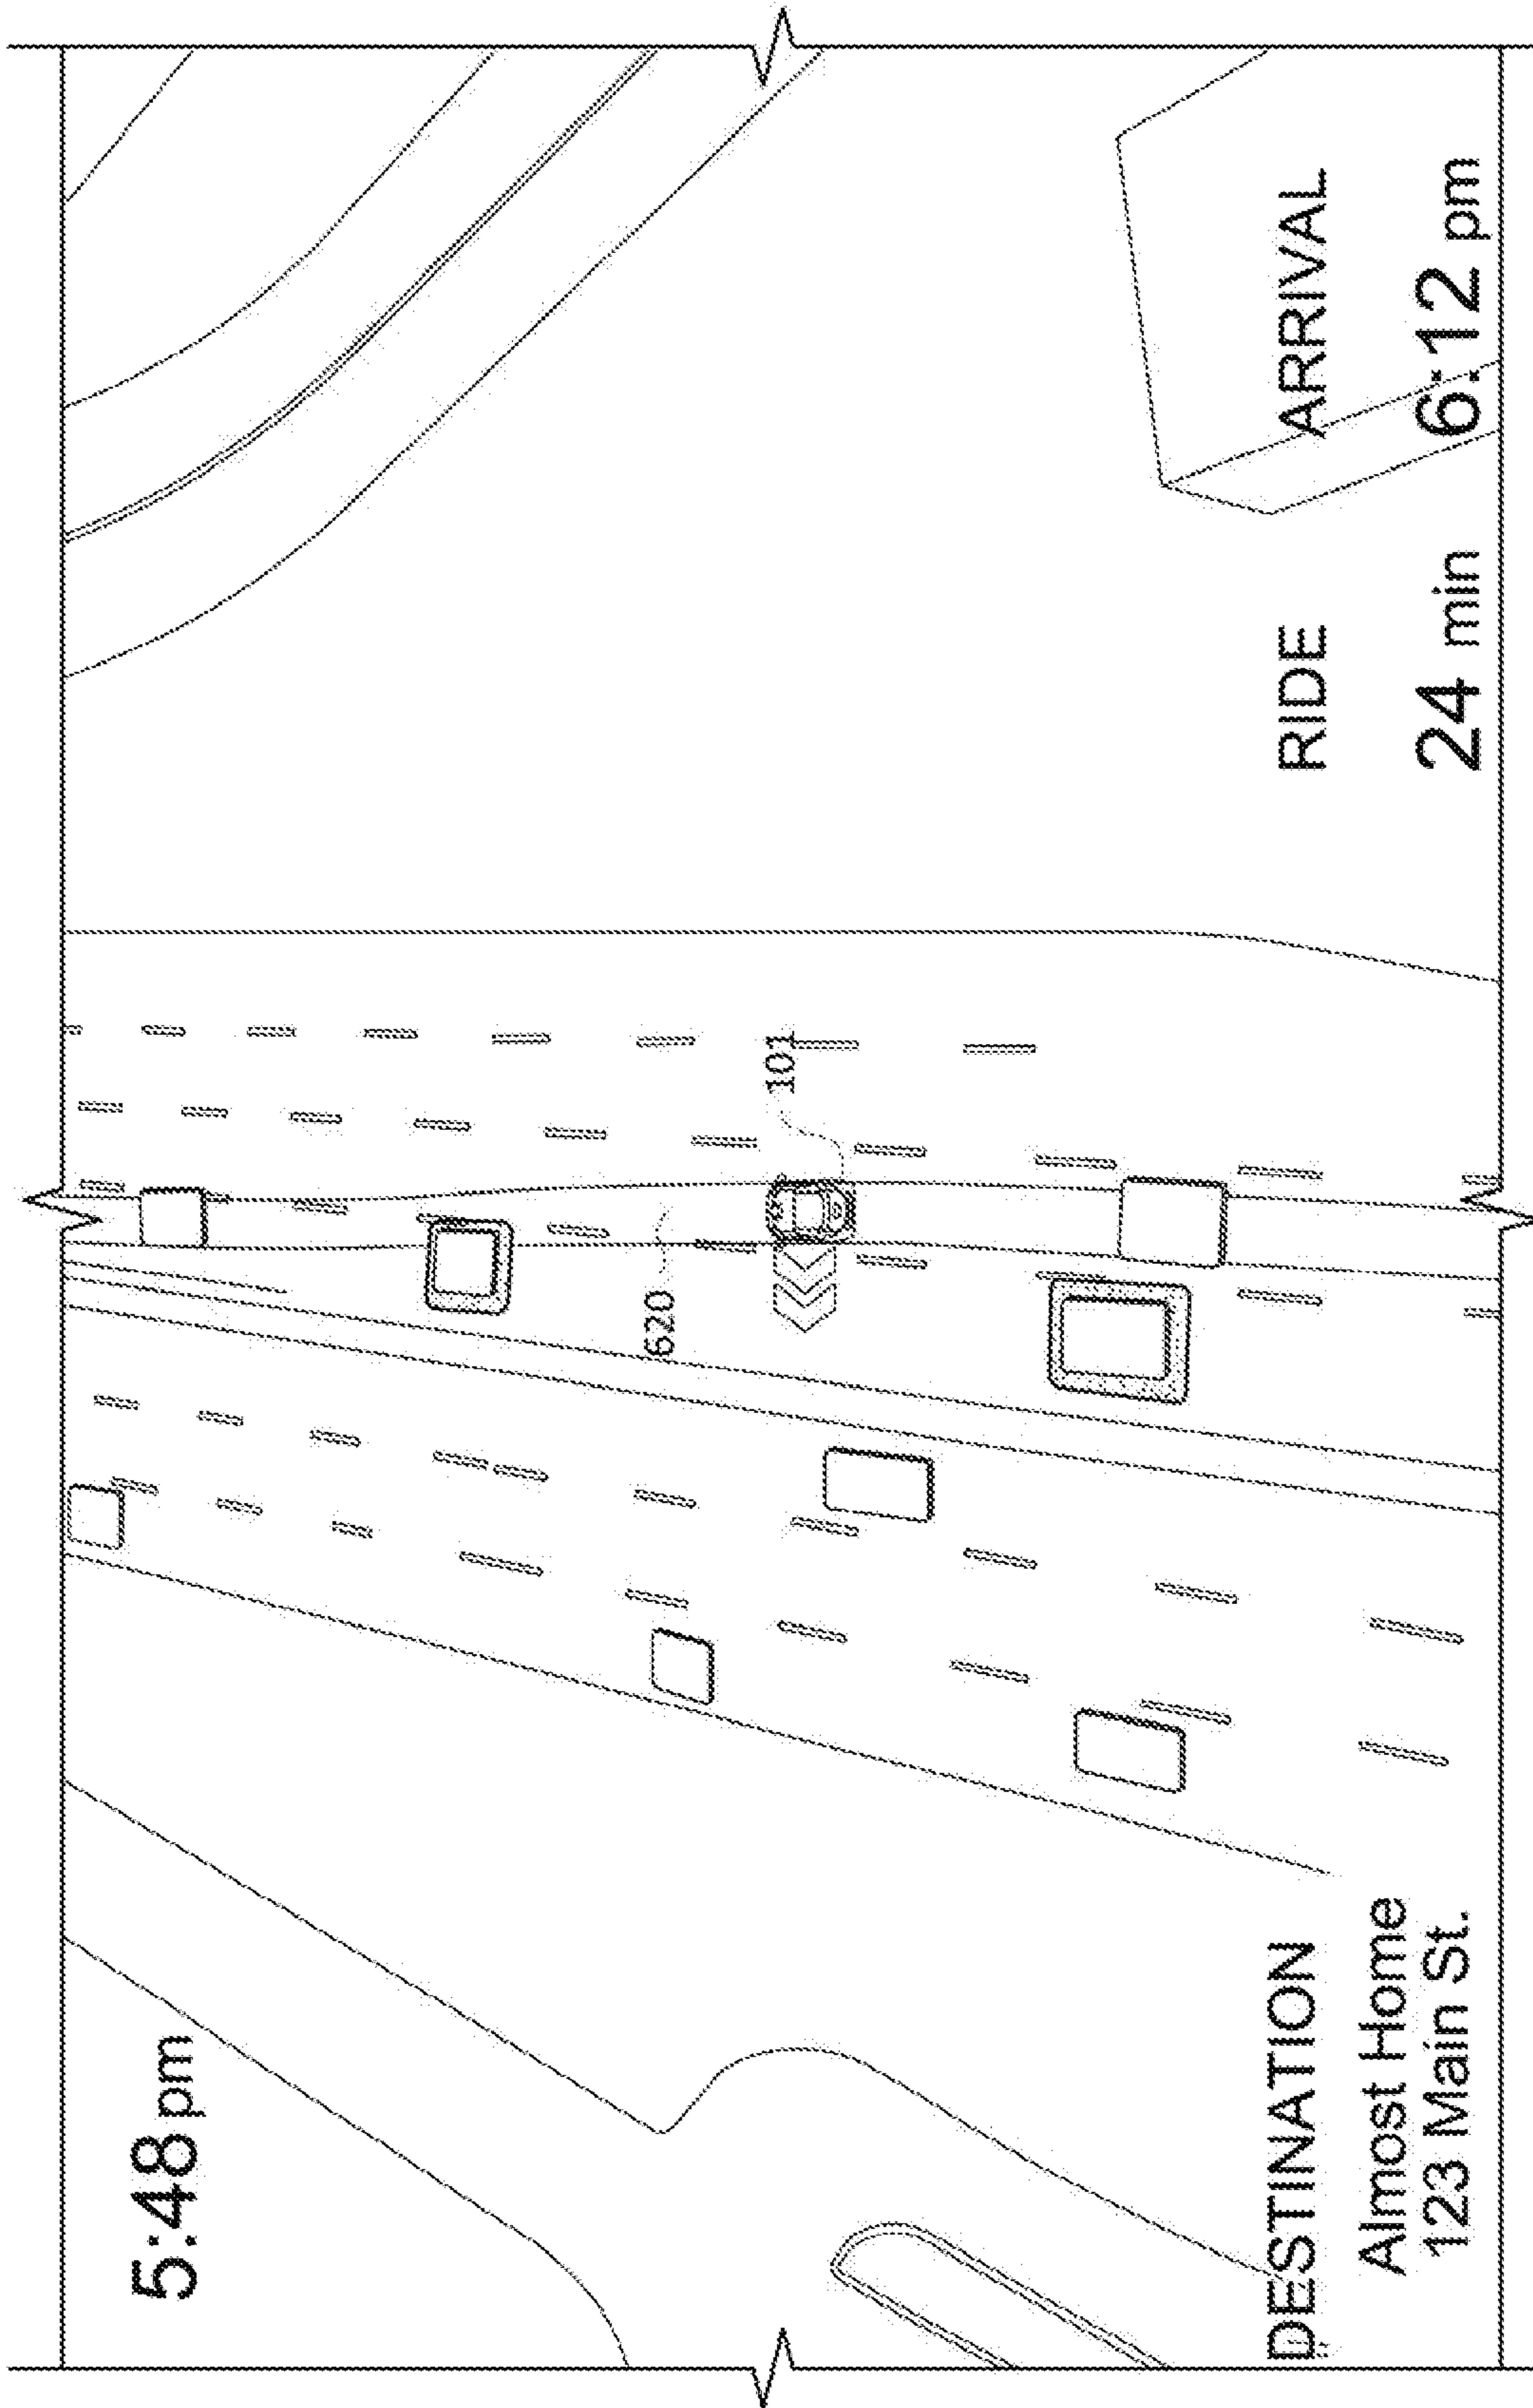 5:48 pm
620
101
DESTINATION
Almost Home
123 Main St.
RIDE
24 min
ARRIVAL
6:12 pm